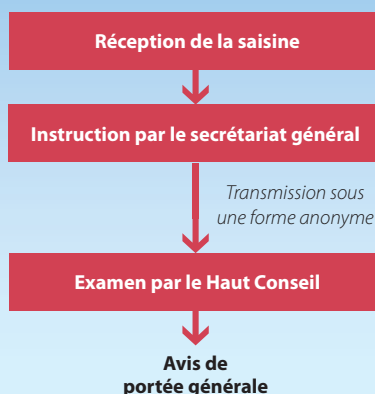 Réception de la saisine
Instruction par le secrétariat général
Transmission sous
une forme anonyme
Examen par le Haut Conseil
Avis de
portée générale